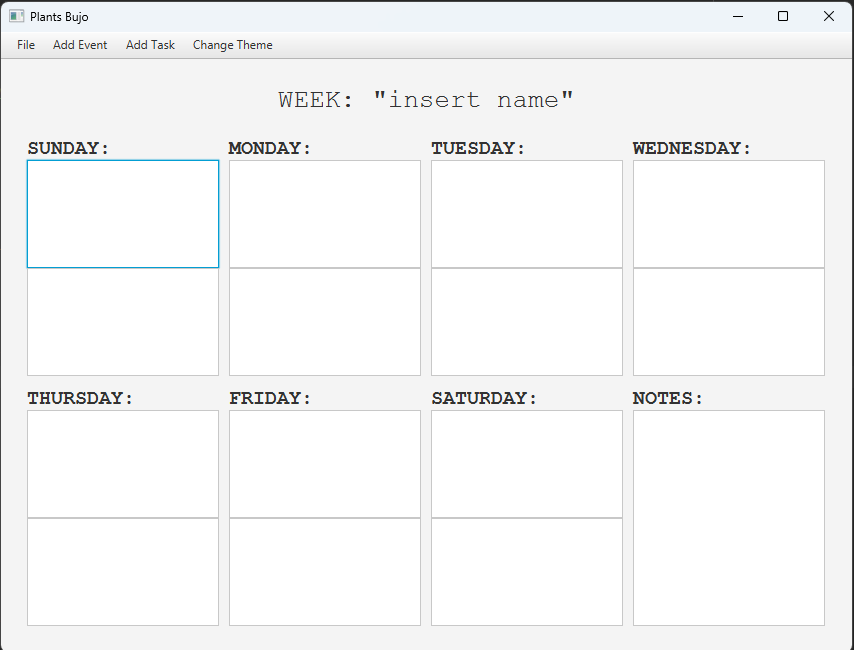 Plants Bujo
File Add Event Add Task Change Theme
WEEK: "insert name"
SUNDAY: MONDAY: TUESDAY: WEDNESDAY:
THURSDAY: FRIDAY: SATURDAY: NOTES: